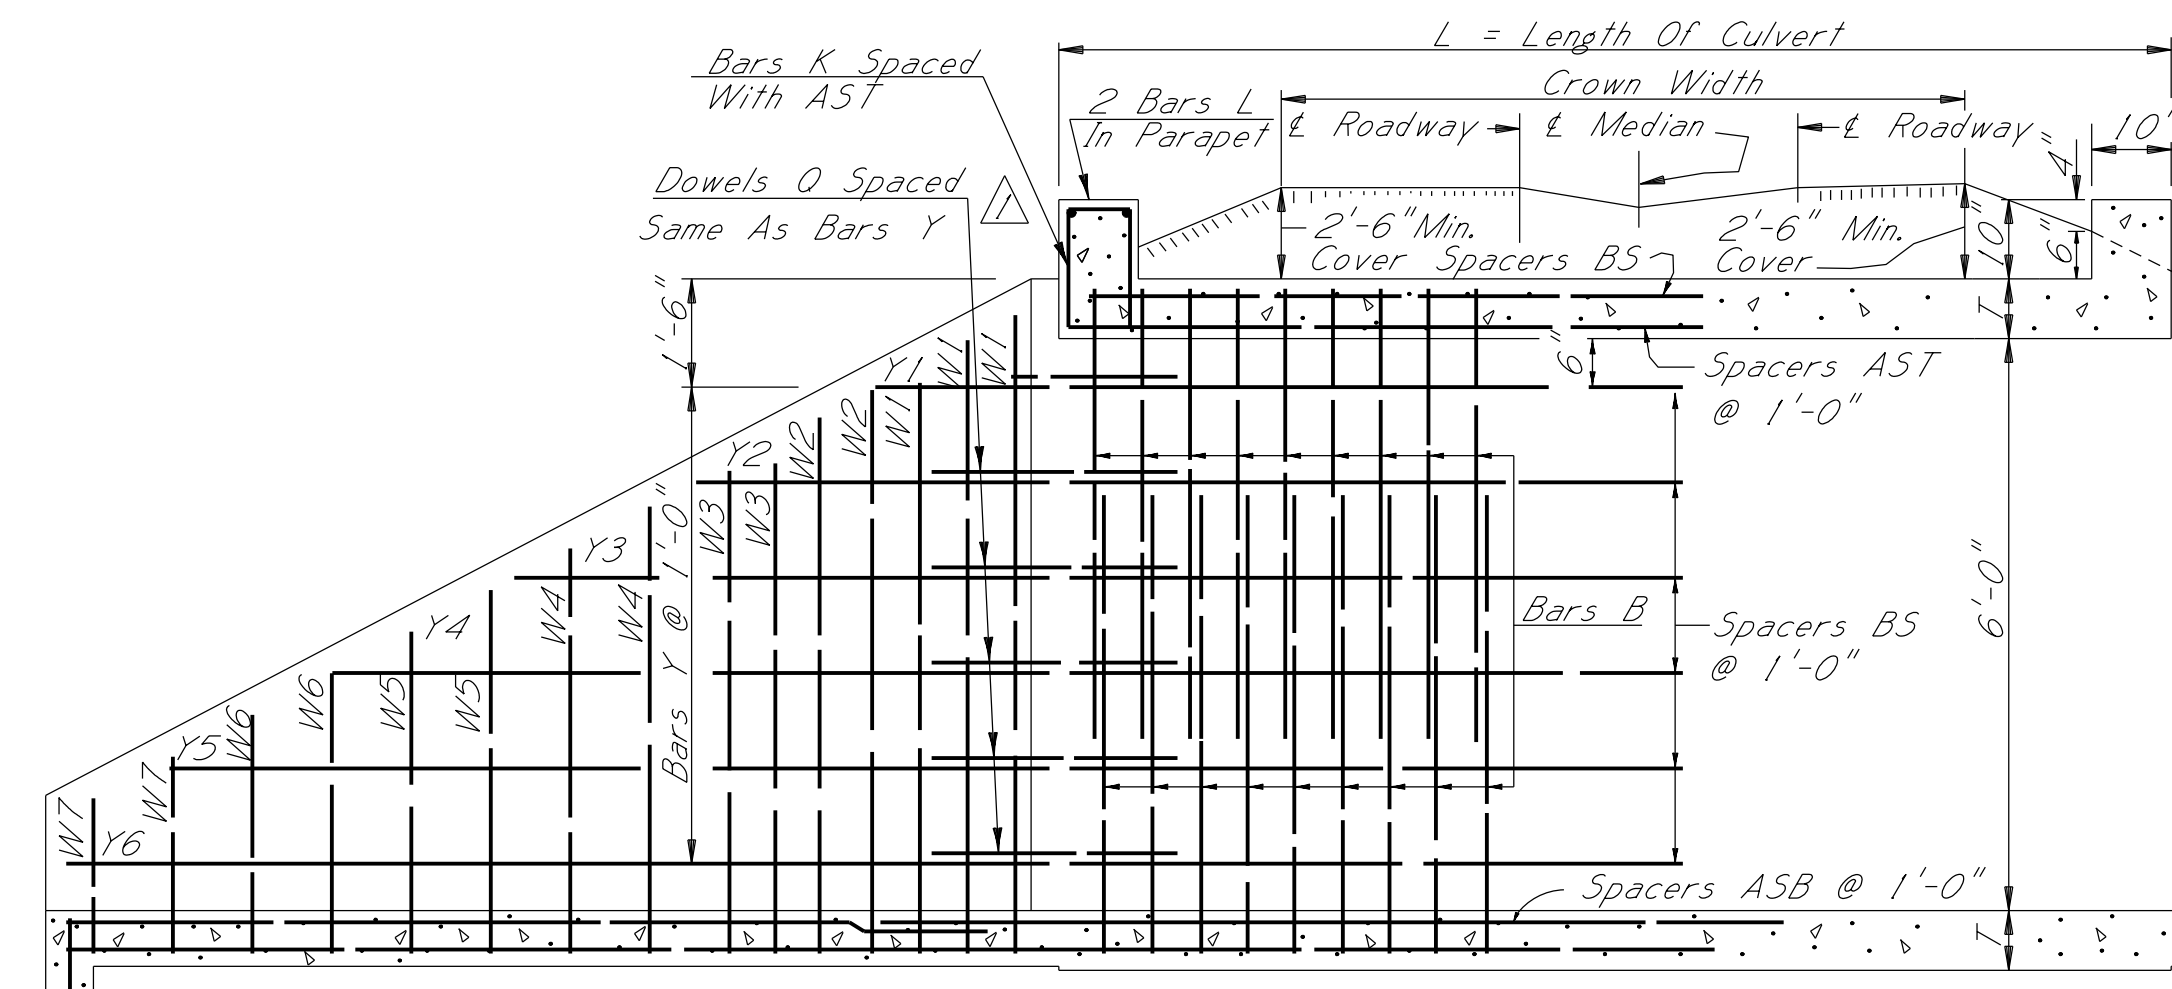 L = Length Of Culvert
Bars K Spaced
With AST
Crown Width
2 Bars L
In Parapet
℄ Roadway
℄ Median
℄ Roadway
4"
10"
Dowels Q Spaced
Same As Bars Y
1
2'-6" Min.
Cover
Spacers BS
2'-6" Min.
Cover
10"
6"
1'-6"
T
6"
Spacers AST
@ 1'-0"
Y1
W1
W1
W1
W2
W2
Y2
W3
W3
Y3
W4
W4
Y4
W5
W5
W6
W6
Y5
W7
W7
Y6
Bars Y @ 1'-0"
Bars B
Spacers BS
@ 1'-0"
6'-0"
Spacers ASB @ 1'-0"
T